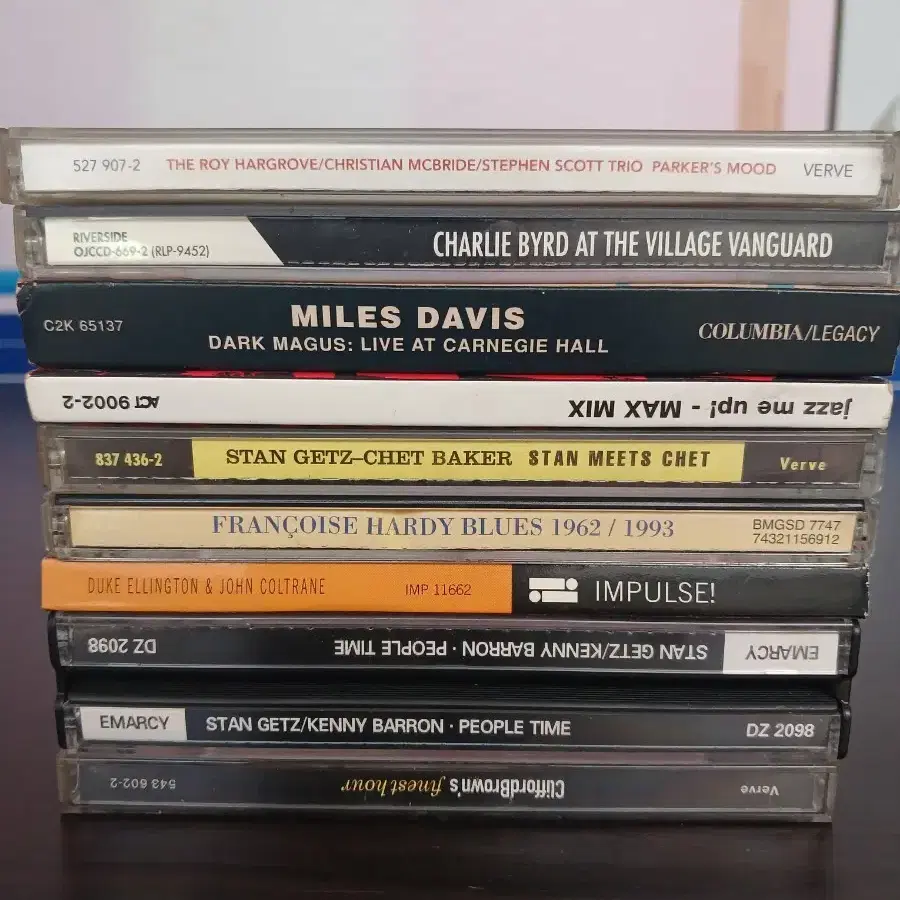 527 907-2 THE ROY HARGROVE/CHRISTIAN MCBRIDE/STEPHEN SCOTT TRIO PARKER'S MOOD VERVE
RIVERSIDE
OJCCD-669-2 (RLP-9452)
CHARLIE BYRD AT THE VILLAGE VANGUARD
C2K 65137
MILES DAVIS
DARK MAGUS: LIVE AT CARNEGIE HALL
COLUMBIA/LEGACY
jazz me up! - MAX MIX ACT 9002-2
837 436-2 STAN GETZ–CHET BAKER STAN MEETS CHET Verve
FRANÇOISE HARDY BLUES 1962 / 1993
BMGSD 7747
74321156912
DUKE ELLINGTON & JOHN COLTRANE IMP 11662 IMPULSE!
EMARCY STAN GETZ/KENNY BARRON · PEOPLE TIME DZ 2098
EMARCY STAN GETZ/KENNY BARRON · PEOPLE TIME DZ 2098
Verve CliffordBrown's finest hour 543 602-2